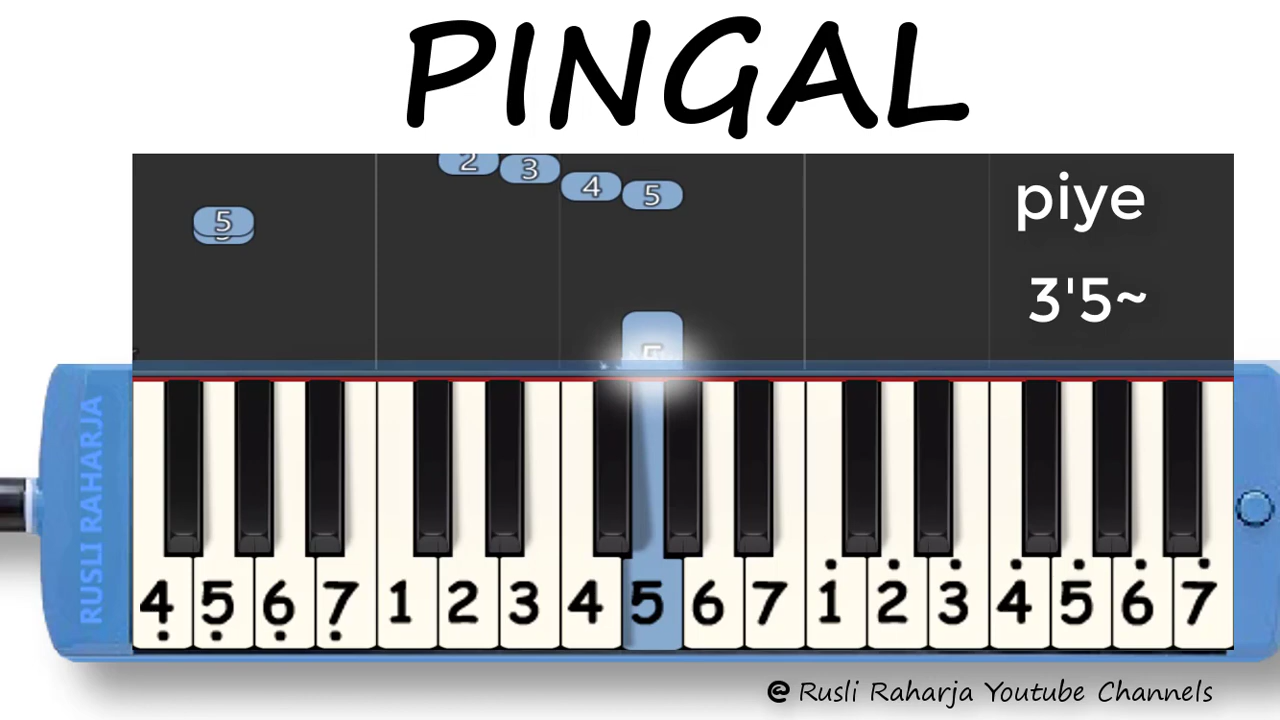 PINGAL
2 3 4 5
5
piye
3'5~
5
RUSLI RAHARJA
4 5 6 7 1 2 3 4 5 6 7 1 2 3 4 5 6 7
@ Rusli Raharja Youtube Channels